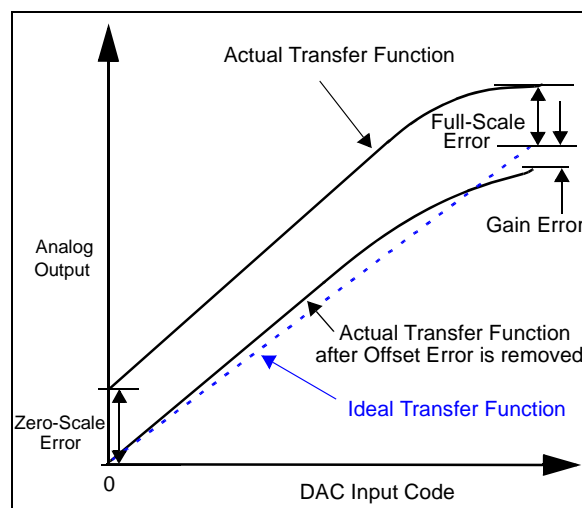 Actual Transfer Function
Full-Scale
Error
Gain Error
Analog
Output
Actual Transfer Function
after Offset Error is removed
Ideal Transfer Function
Zero-Scale
Error
0
DAC Input Code